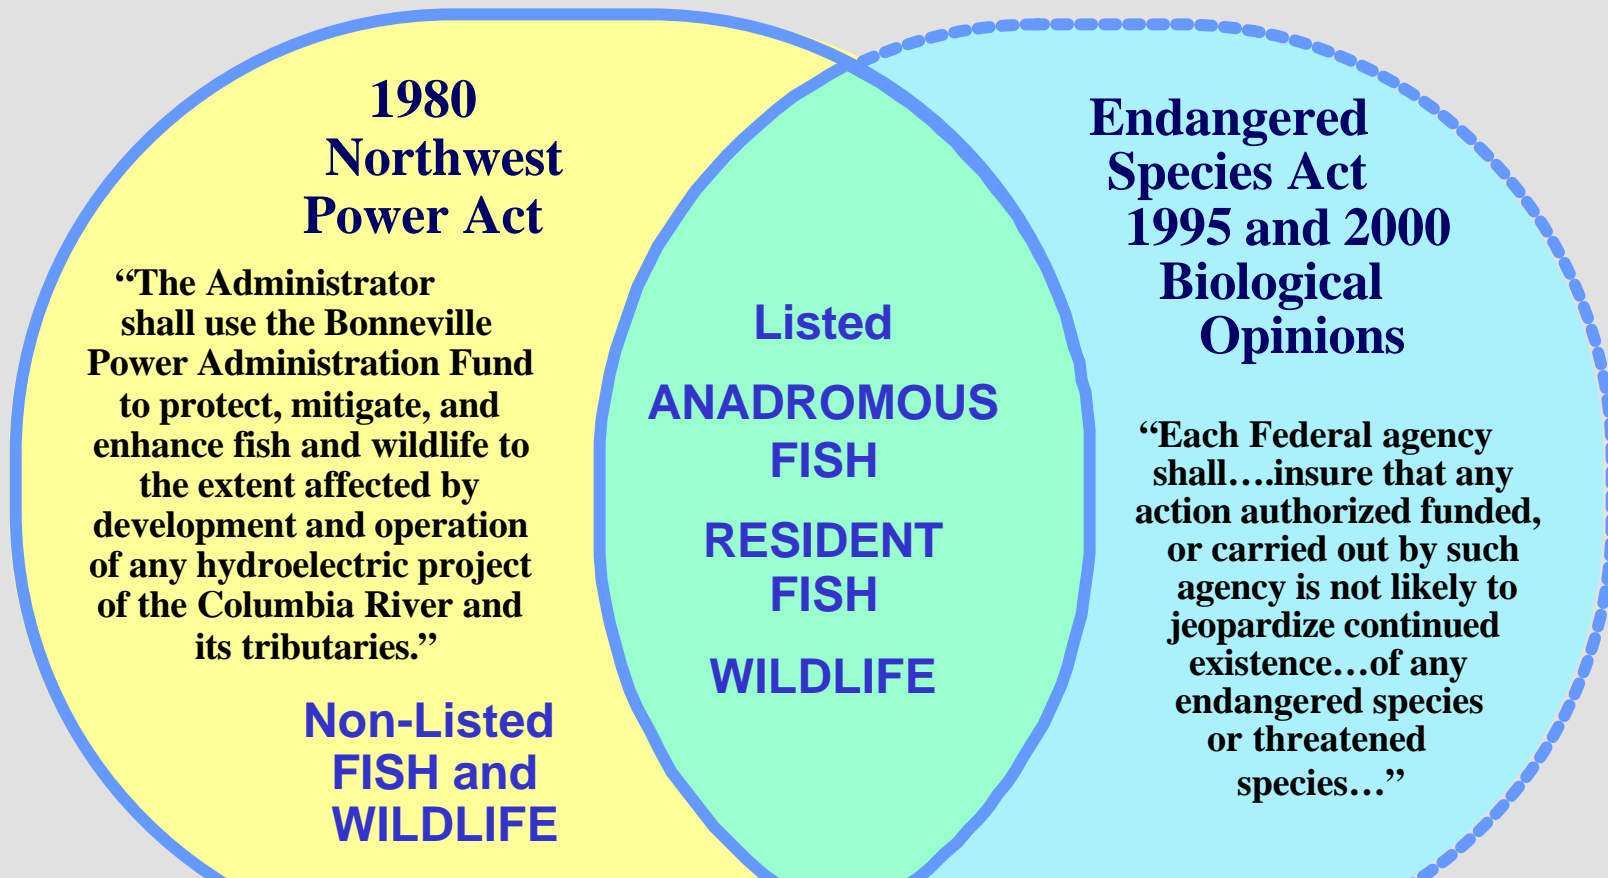 1980
Northwest
Power Act
“The Administrator
shall use the Bonneville
Power Administration Fund
to protect, mitigate, and
enhance fish and wildlife to
the extent affected by
development and operation
of any hydroelectric project
of the Columbia River and
its tributaries.”
Non-Listed
FISH and
WILDLIFE
Listed
ANADROMOUS
FISH
RESIDENT
FISH
WILDLIFE
Endangered
Species Act
1995 and 2000
Biological
Opinions
“Each Federal agency
shall….insure that any
action authorized funded,
or carried out by such
agency is not likely to
jeopardize continued
existence…of any
endangered species
or threatened
species…”